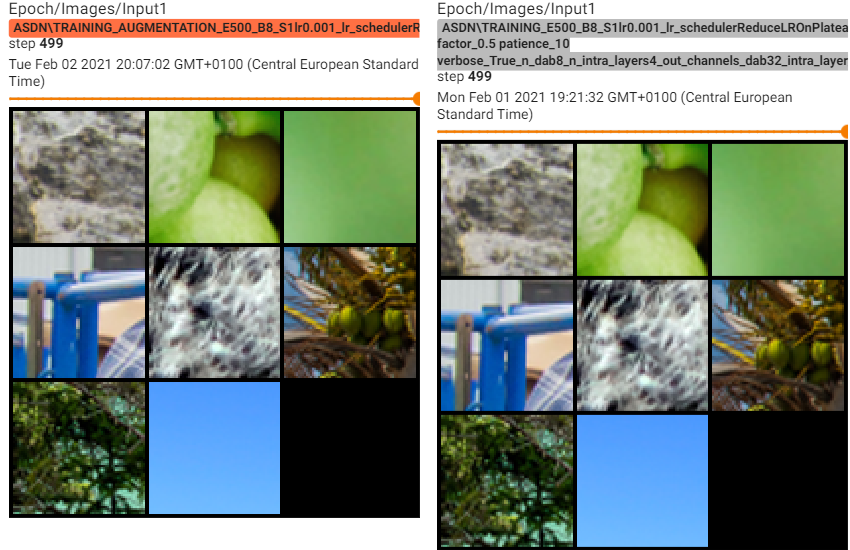 Epoch/Images/Input1
ASDN\TRAINING_AUGMENTATION_E500_B8_S1lr0.001_lr_schedulerR
step 499
Tue Feb 02 2021 20:07:02 GMT+0100 (Central European Standard
Time)
Epoch/Images/Input1
ASDN\TRAINING_E500_B8_S1lr0.001_lr_schedulerReduceLROnPlatea
factor_0.5 patience_10
verbose_True_n_dab8_n_intra_layers4_out_channels_dab32_intra_layer
step 499
Mon Feb 01 2021 19:21:32 GMT+0100 (Central European
Standard Time)